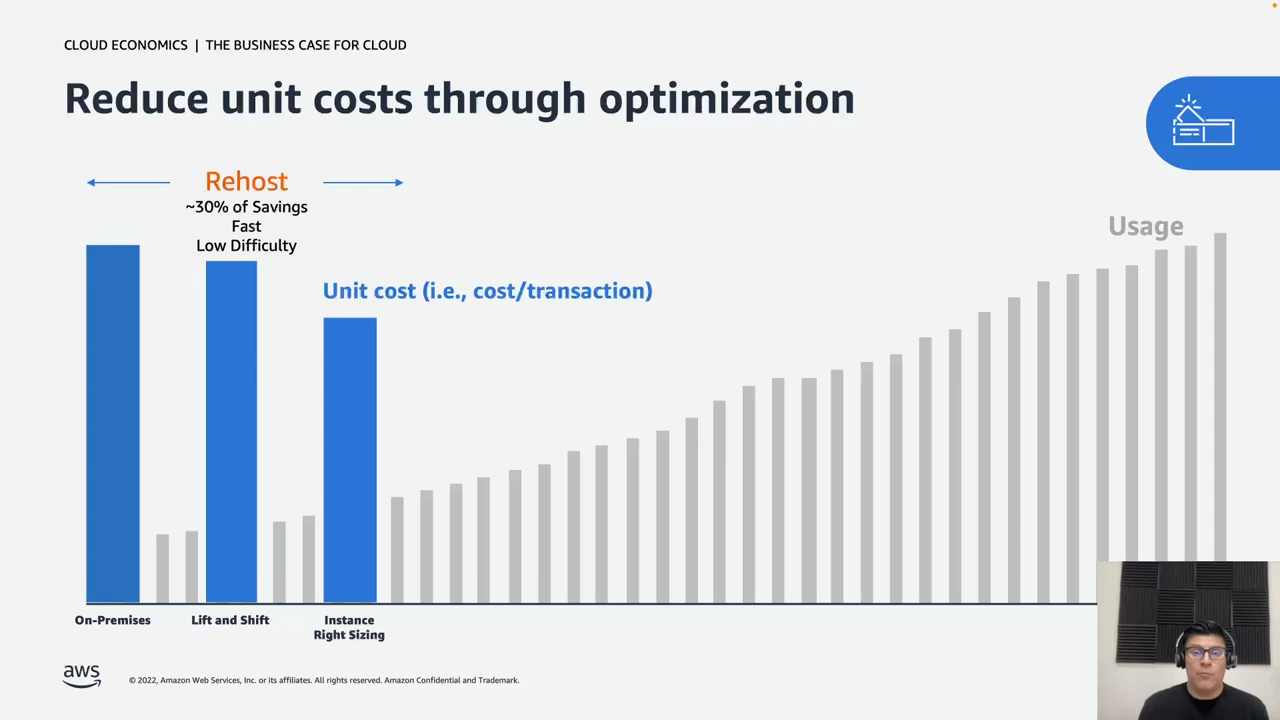 CLOUD ECONOMICS | THE BUSINESS CASE FOR CLOUD
Reduce unit costs through optimization
Rehost
~30% of Savings
Fast
Low Difficulty
Usage
Unit cost (i.e., cost/transaction)
On-Premises
Lift and Shift
Instance
Right Sizing
aws
© 2022, Amazon Web Services, Inc. or its affiliates. All rights reserved. Amazon Confidential and Trademark.